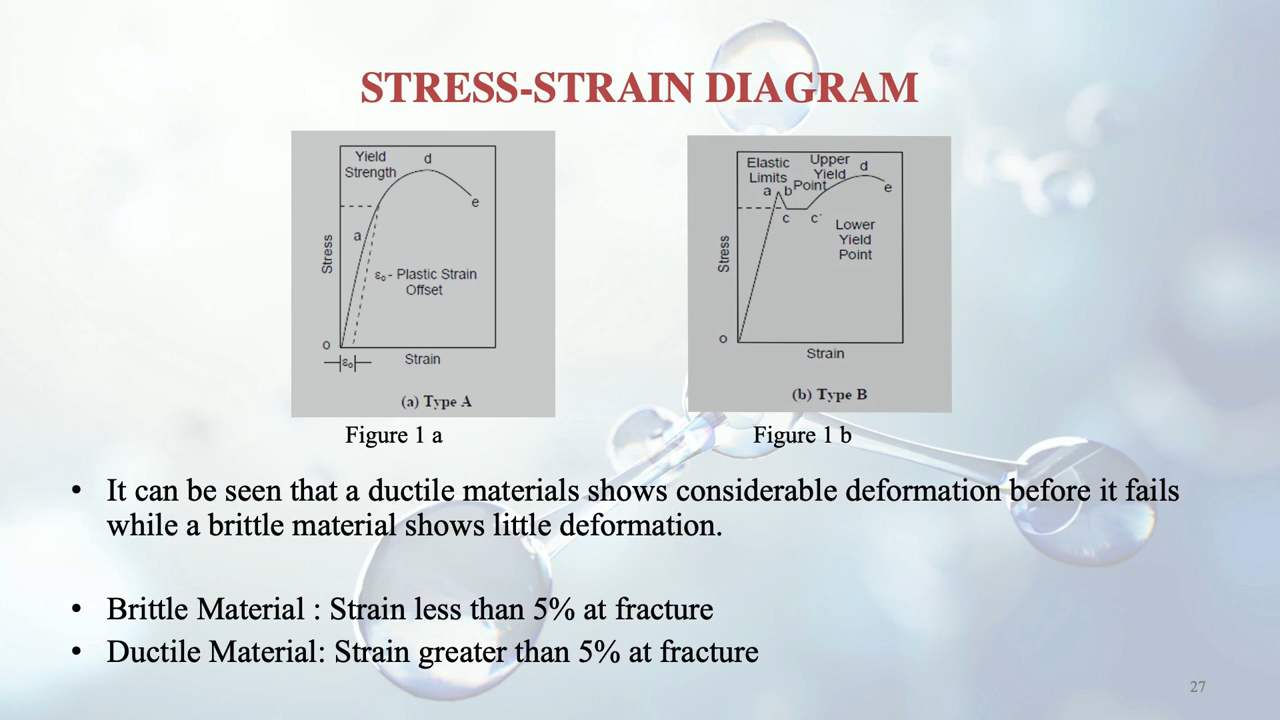 STRESS-STRAIN DIAGRAM
Yield
Strength
d
e
a
Stress
εₒ - Plastic Strain
Offset
o
εₒ
Strain
(a) Type A
Figure 1 a
Elastic
Limits
Upper
Yield
Point
d
a
b
e
c
c'
Lower
Yield
Point
Stress
o
Strain
(b) Type B
Figure 1 b
• It can be seen that a ductile materials shows considerable deformation before it fails
while a brittle material shows little deformation.
• Brittle Material : Strain less than 5% at fracture
• Ductile Material: Strain greater than 5% at fracture
27